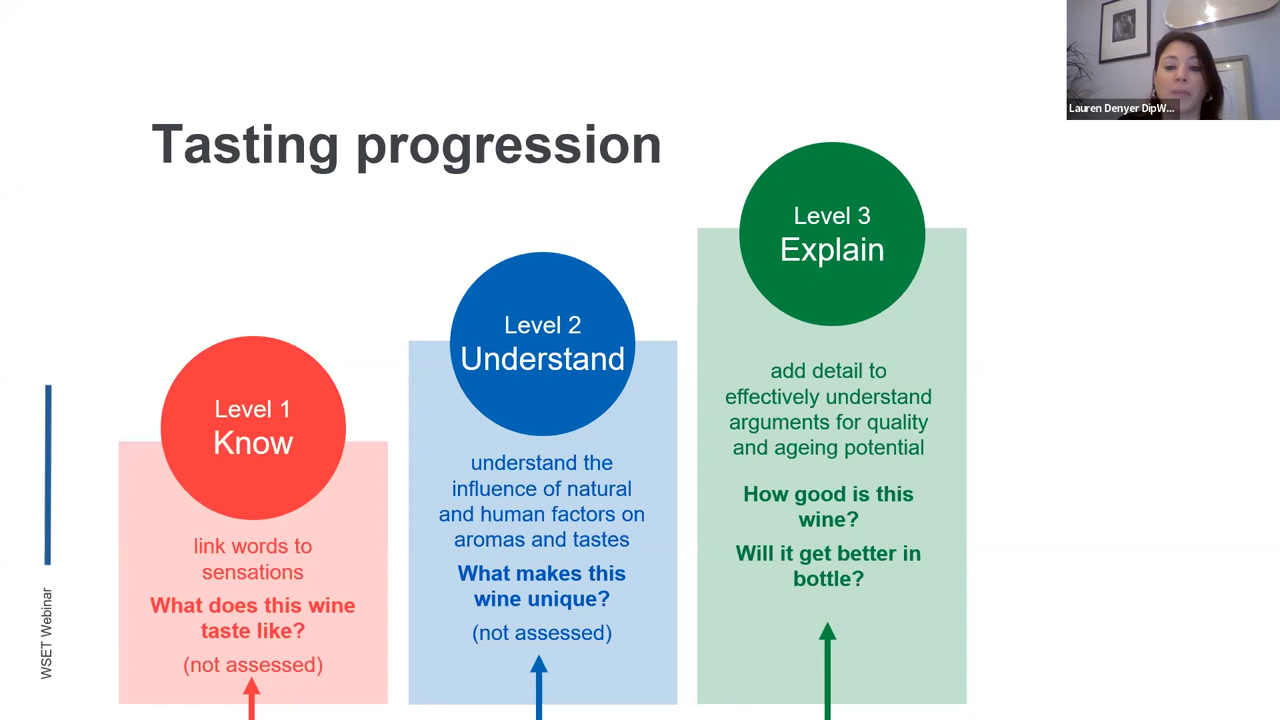 Lauren Denyer DipW...
Tasting progression
Level 1
Know
link words to
sensations
What does this wine
taste like?
(not assessed)
Level 2
Understand
understand the
influence of natural
and human factors on
aromas and tastes
What makes this
wine unique?
(not assessed)
Level 3
Explain
add detail to
effectively understand
arguments for quality
and ageing potential
How good is this
wine?
Will it get better in
bottle?
WSET Webinar